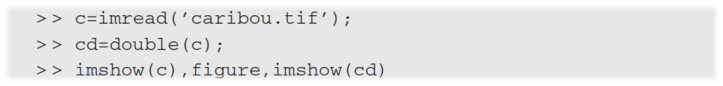 >> c=imread('caribou.tif');
>> cd=double(c);
>> imshow(c),figure,imshow(cd)